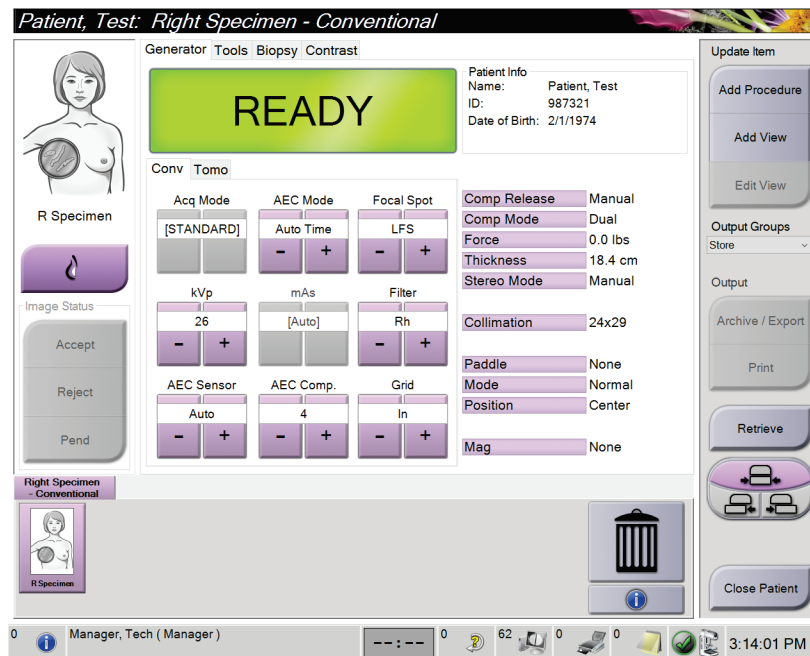 Patient, Test: Right Specimen - Conventional
Generator Tools Biopsy Contrast
READY
Patient Info
Name: Patient, Test
ID: 987321
Date of Birth: 2/1/1974
Update Item
Add Procedure
Add View
Edit View
Output Groups
Store
Output
Archive / Export
Print
Retrieve
Close Patient
R Specimen
Image Status
Accept
Reject
Pend
Conv Tomo
Acq Mode AEC Mode Focal Spot
[STANDARD] Auto Time LFS
- + - +
kVp mAs Filter
26 [Auto] Rh
- + - +
AEC Sensor AEC Comp. Grid
Auto 4 In
- + - + - +
Comp Release Manual
Comp Mode Dual
Force 0.0 lbs
Thickness 18.4 cm
Stereo Mode Manual
Collimation 24x29
Paddle None
Mode Normal
Position Center
Mag None
Right Specimen
- Conventional
R Specimen
i
0 i Manager, Tech ( Manager ) --:-- 0 ? 62 0 0 3:14:01 PM